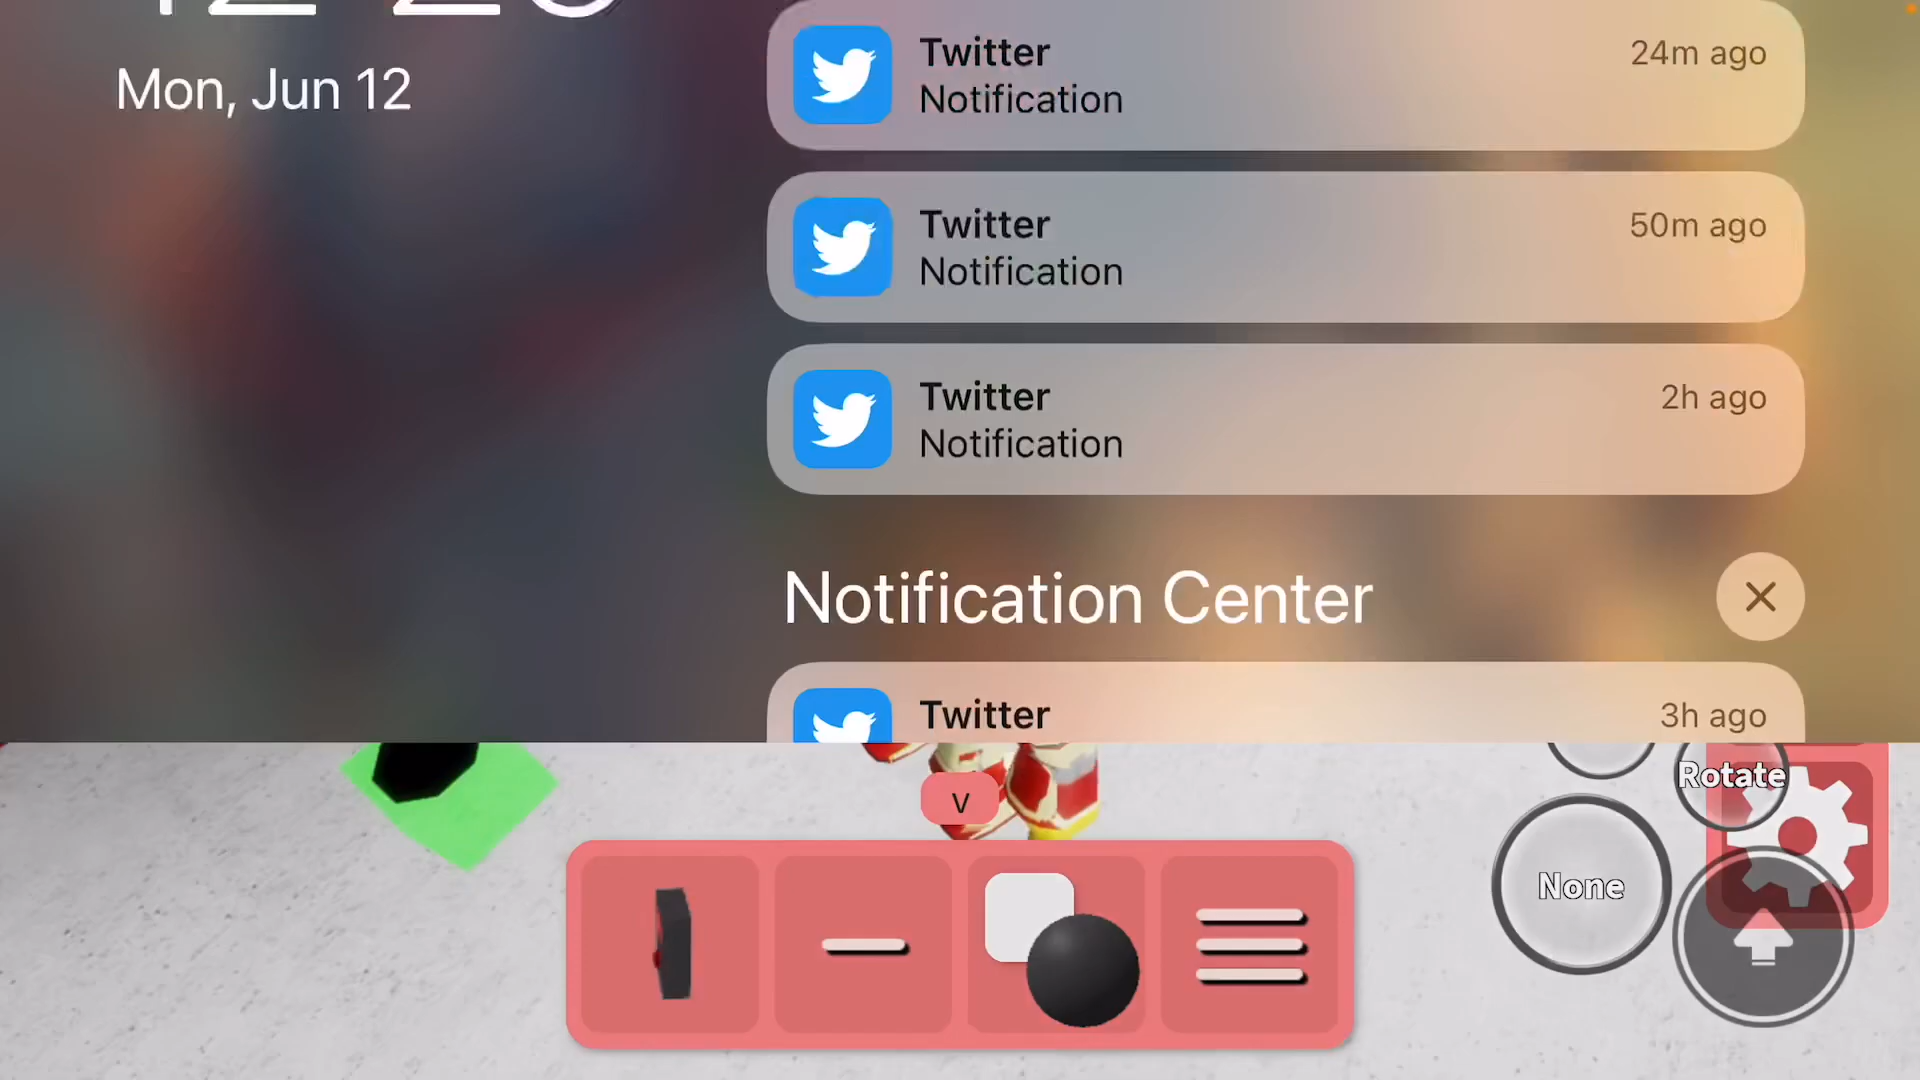 Mon, Jun 12
Twitter
24m ago
Notification
Twitter
50m ago
Notification
Twitter
2h ago
Notification
Notification Center
Twitter
3h ago
v
Rotate
None